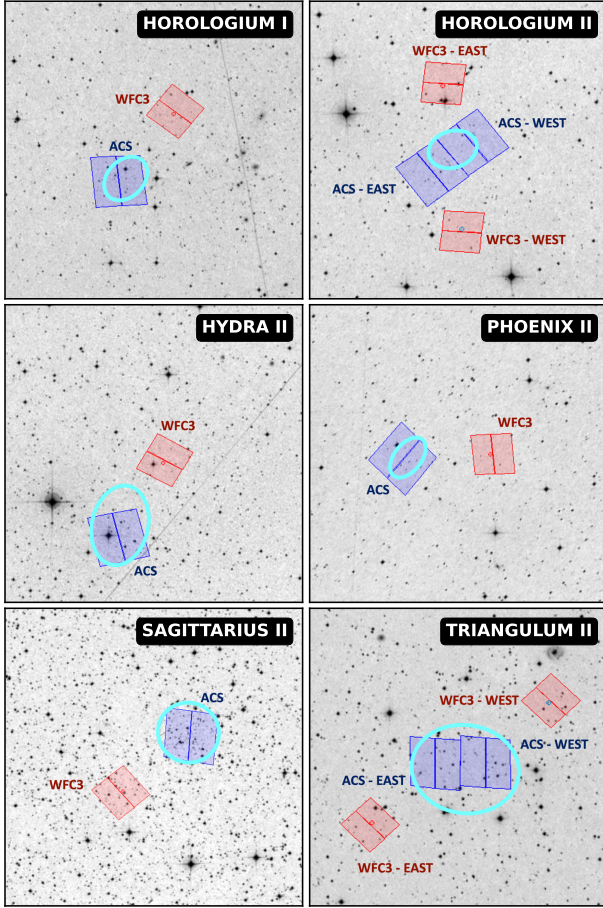 HOROLOGIUM I
WFC3
ACS
HOROLOGIUM II
WFC3 - EAST
ACS - WEST
ACS - EAST
WFC3 - WEST
HYDRA II
WFC3
ACS
PHOENIX II
WFC3
ACS
SAGITTARIUS II
ACS
WFC3
TRIANGULUM II
WFC3 - WEST
ACS - WEST
ACS - EAST
WFC3 - EAST